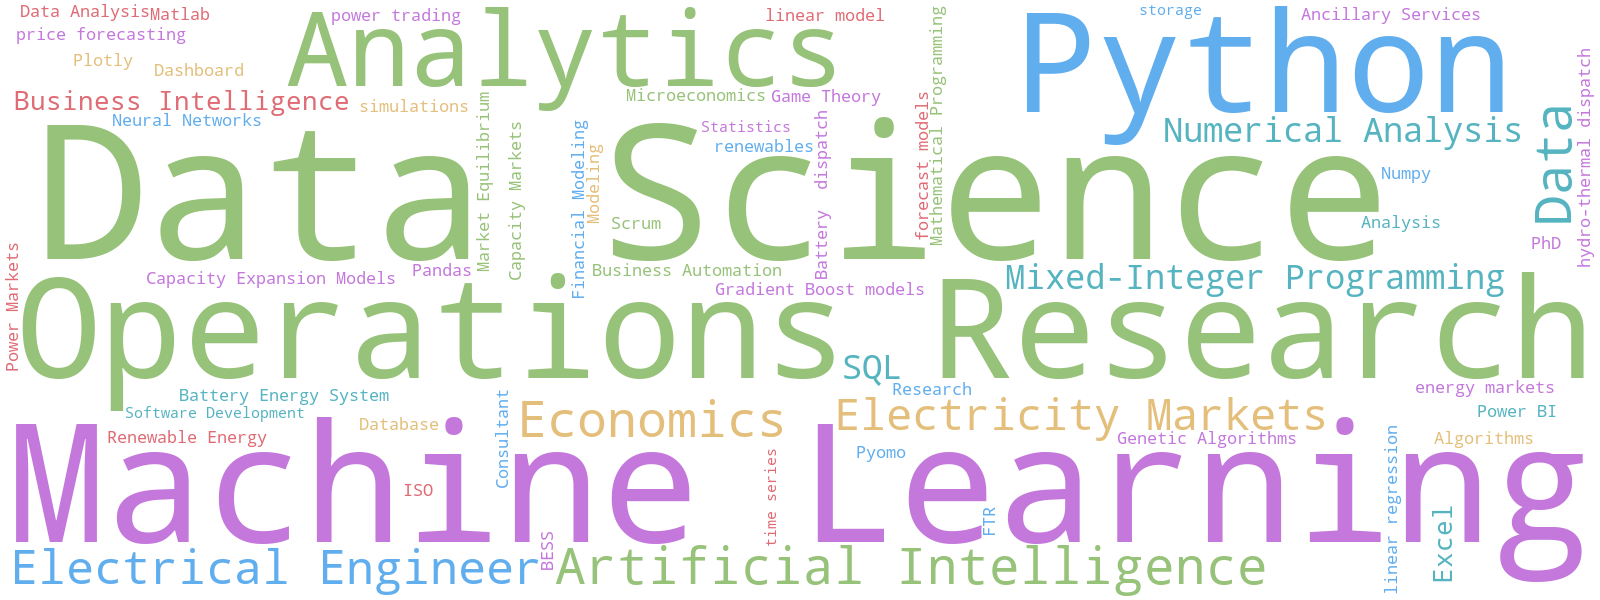 Data Analysis
Matlab
power trading
linear model
storage
Ancillary Services
price forecasting
Analytics
Python
Plotly
Dashboard
Business Intelligence
simulations
Microeconomics
Game Theory
Mathematical Programming
forecast models
hydro-thermal dispatch
Neural Networks
Statistics
renewables
Numerical Analysis
Data
Data Science
Market Equilibrium
Capacity Markets
Financial Modeling
Modeling
Battery dispatch
Numpy
Scrum
Analysis
PhD
Power Markets
Capacity Expansion Models
Pandas
Business Automation
Gradient Boost models
Mixed-Integer Programming
Operations Research
SQL
Battery Energy System
Research
energy markets
Software Development
Database
Consultant
Economics
Electricity Markets
Power BI
Renewable Energy
Genetic Algorithms
Algorithms
Pyomo
Machine Learning
ISO
time series
FTR
linear regression
Excel
BESS
Electrical Engineer
Artificial Intelligence